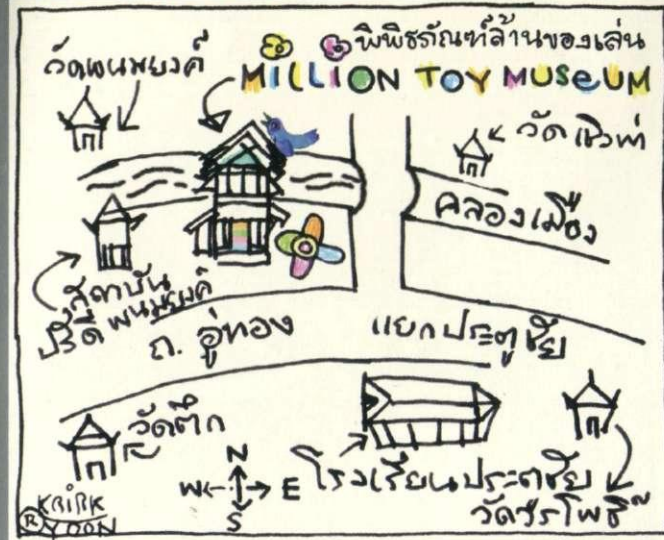 พิพิธภัณฑ์ล้านของเล่น
MILLION TOY MUSEUM
วัดพนมยงค์
วัดเชิงท่า
คลองเมือง
สถาบัน
ปรีดี พนมยงค์
ถ. อู่ทอง
แยกประตูชัย
วัดตึก
N
W
E
S
โรงเรียนประตูชัย
วัดวรโพธิ์
KRIRK
YOON
R